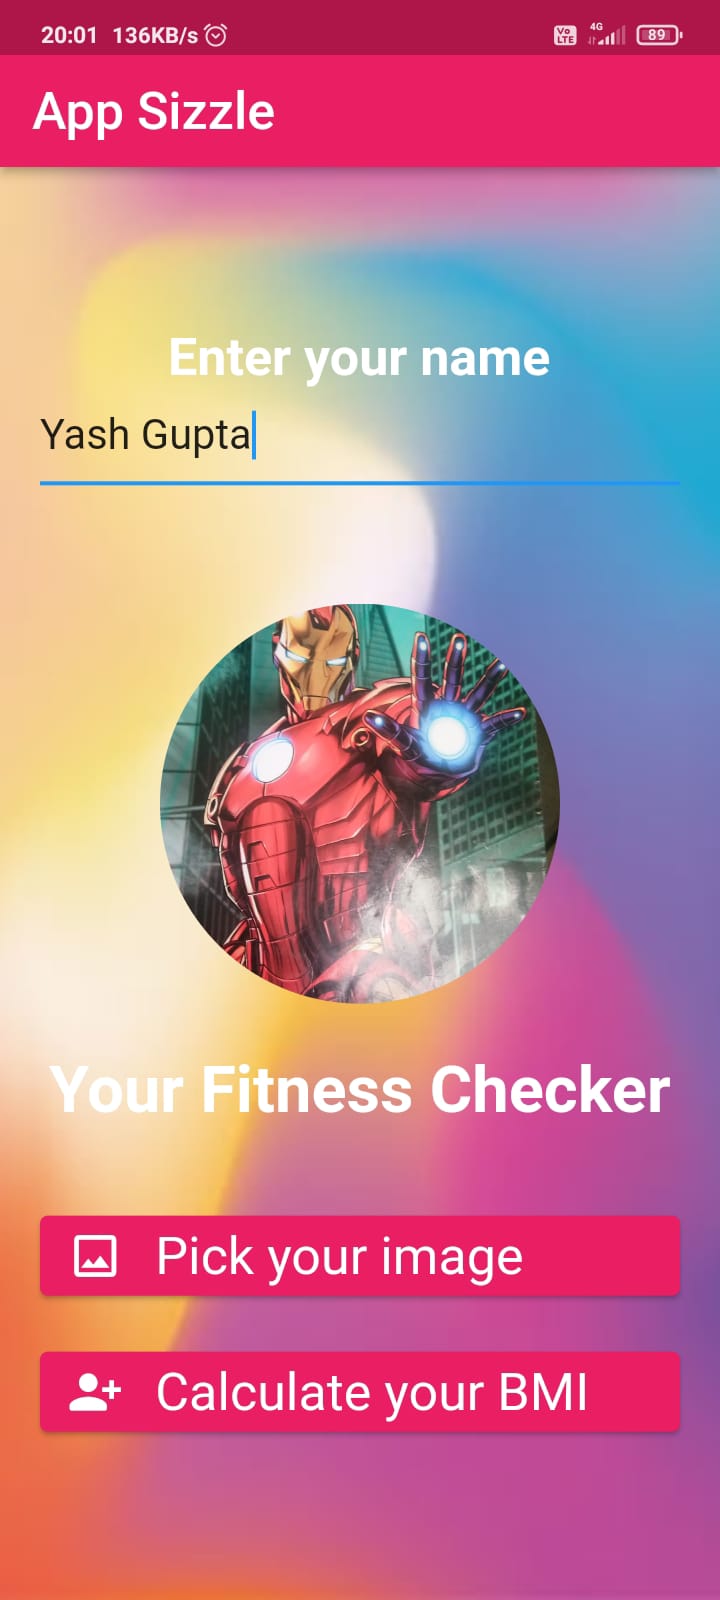 20:01 136KB/s Vo LTE 4G 89
App Sizzle
Enter your name
Yash Gupta
Your Fitness Checker
Pick your image
Calculate your BMI